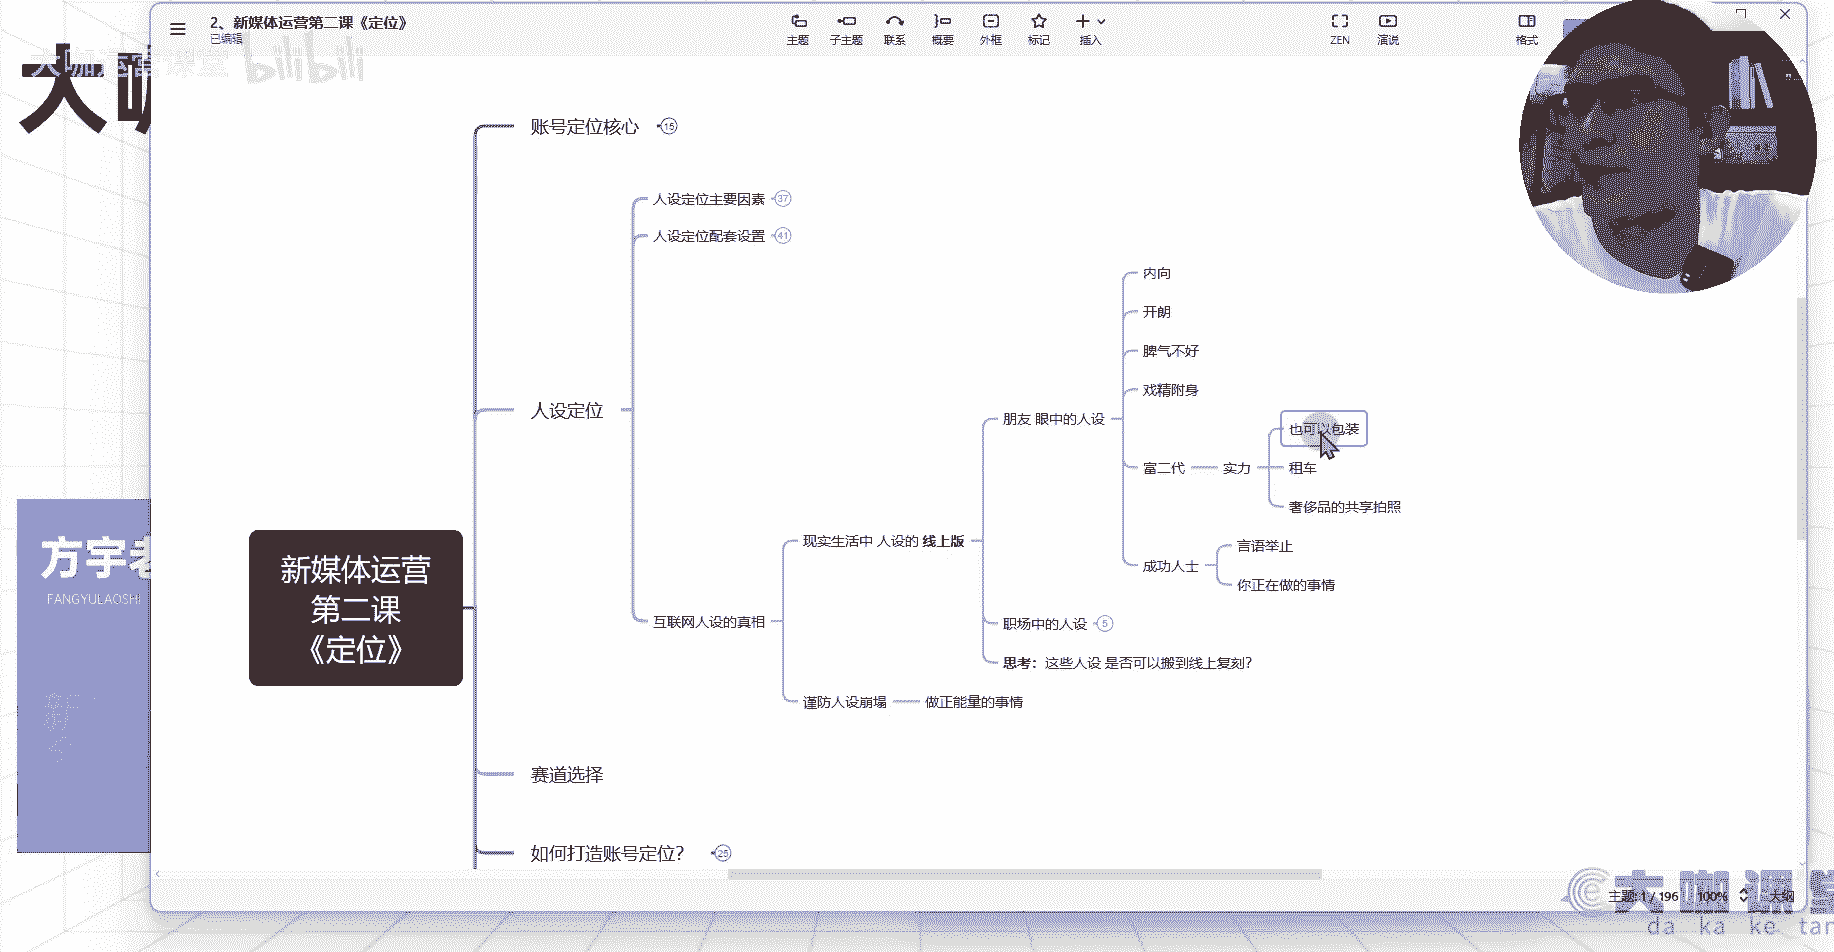 2、新媒体运营第二课《定位》
已编辑
主题
子主题
联系
概要
外框
标记
插入
ZEN
演说
格式
大咖运营课堂
bilibili
大咖
账号定位核心
15
人设定位主要因素
37
人设定位配套设置
41
内向
开朗
脾气不好
戏精附身
人设定位
朋友 眼中的人设
也可以包装
富二代
实力
租车
奢侈品的共享拍照
现实生活中 人设的 线上版
言语举止
成功人士
你正在做的事情
新媒体运营
第二课
《定位》
互联网人设的真相
职场中的人设
5
思考：这些人设 是否可以搬到线上复刻？
谨防人设崩塌
做正能量的事情
赛道选择
如何打造账号定位？
25
方宇老
FANGYULAOSHI
主题: 1 / 196
100%
大纲
大咖课堂
da ka ke tan